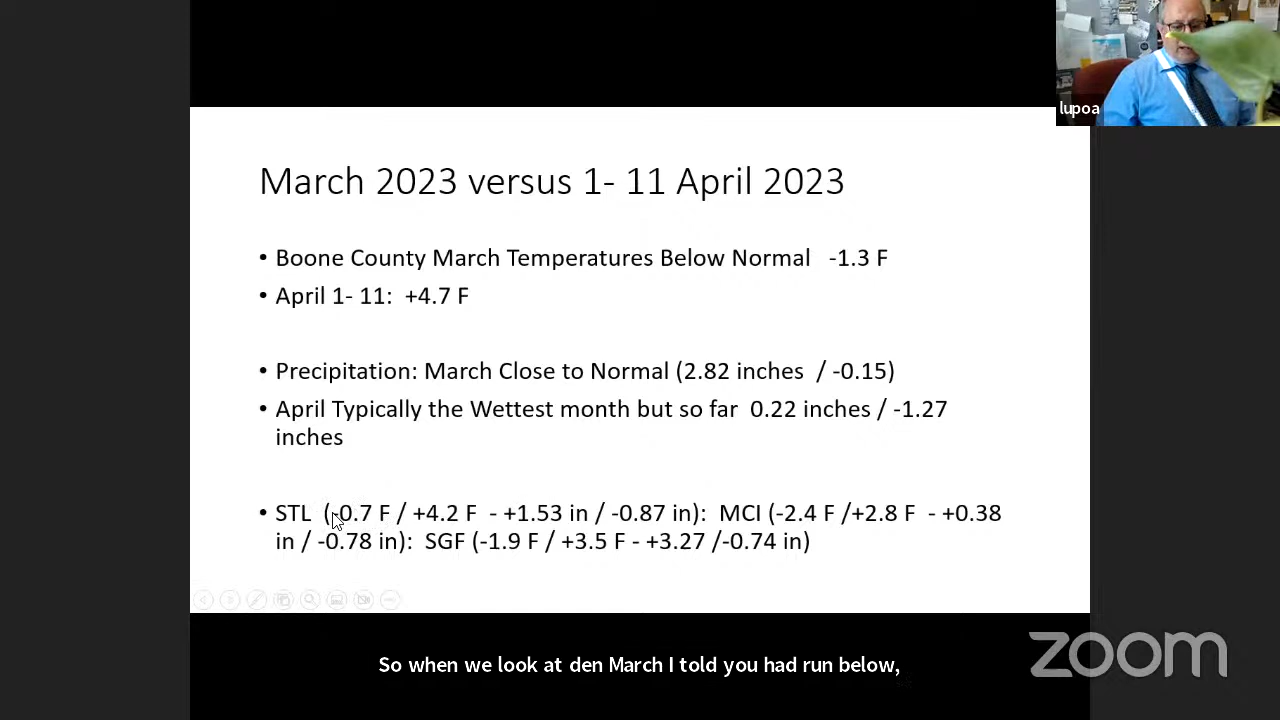 lupoa
March 2023 versus 1- 11 April 2023
• Boone County March Temperatures Below Normal -1.3 F
• April 1- 11: +4.7 F
• Precipitation: March Close to Normal (2.82 inches / -0.15)
• April Typically the Wettest month but so far 0.22 inches / -1.27
inches
• STL (-0.7 F / +4.2 F - +1.53 in / -0.87 in): MCI (-2.4 F /+2.8 F - +0.38
in / -0.78 in): SGF (-1.9 F / +3.5 F - +3.27 /-0.74 in)
So when we look at den March I told you had run below,
zoom